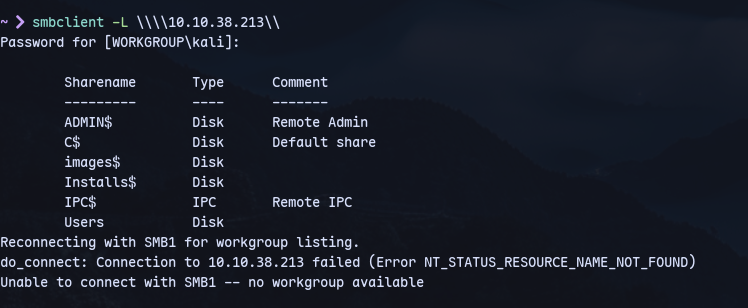 ~ ❯ smbclient -L \\\\10.10.38.213\\
Password for [WORKGROUP\kali]:
Sharename Type Comment
--------- ---- -------
ADMIN$ Disk Remote Admin
C$ Disk Default share
images$ Disk
Installs$ Disk
IPC$ IPC Remote IPC
Users Disk
Reconnecting with SMB1 for workgroup listing.
do_connect: Connection to 10.10.38.213 failed (Error NT_STATUS_RESOURCE_NAME_NOT_FOUND)
Unable to connect with SMB1 -- no workgroup available